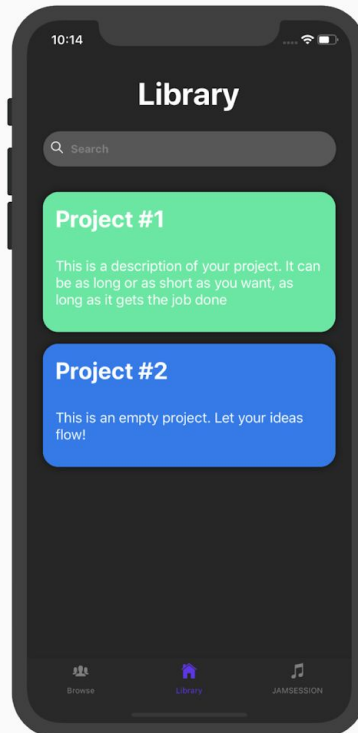 10:14
Library
Search
Project #1
This is a description of your project. It can
be as long or as short as you want, as
long as it gets the job done
Project #2
This is an empty project. Let your ideas
flow!
Browse
Library
JAMSESSION